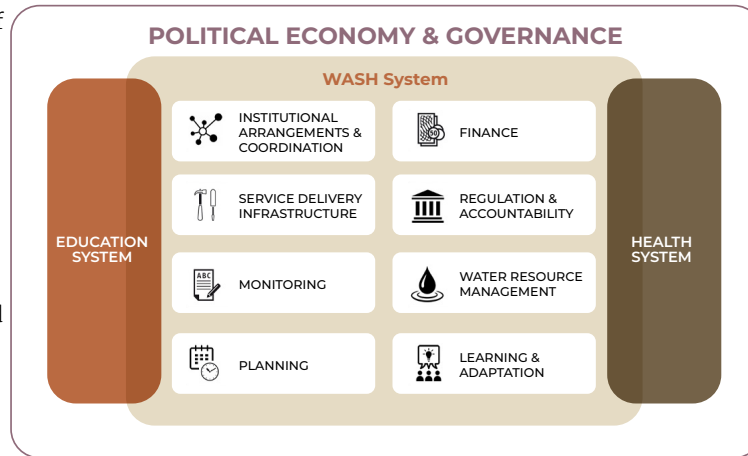 f
POLITICAL ECONOMY & GOVERNANCE
WASH System
INSTITUTIONAL
ARRANGEMENTS &
COORDINATION
FINANCE
SERVICE DELIVERY
INFRASTRUCTURE
REGULATION &
ACCOUNTABILITY
EDUCATION
SYSTEM
HEALTH
SYSTEM
ABC
MONITORING
WATER RESOURCE
MANAGEMENT
l
PLANNING
LEARNING &
ADAPTATION